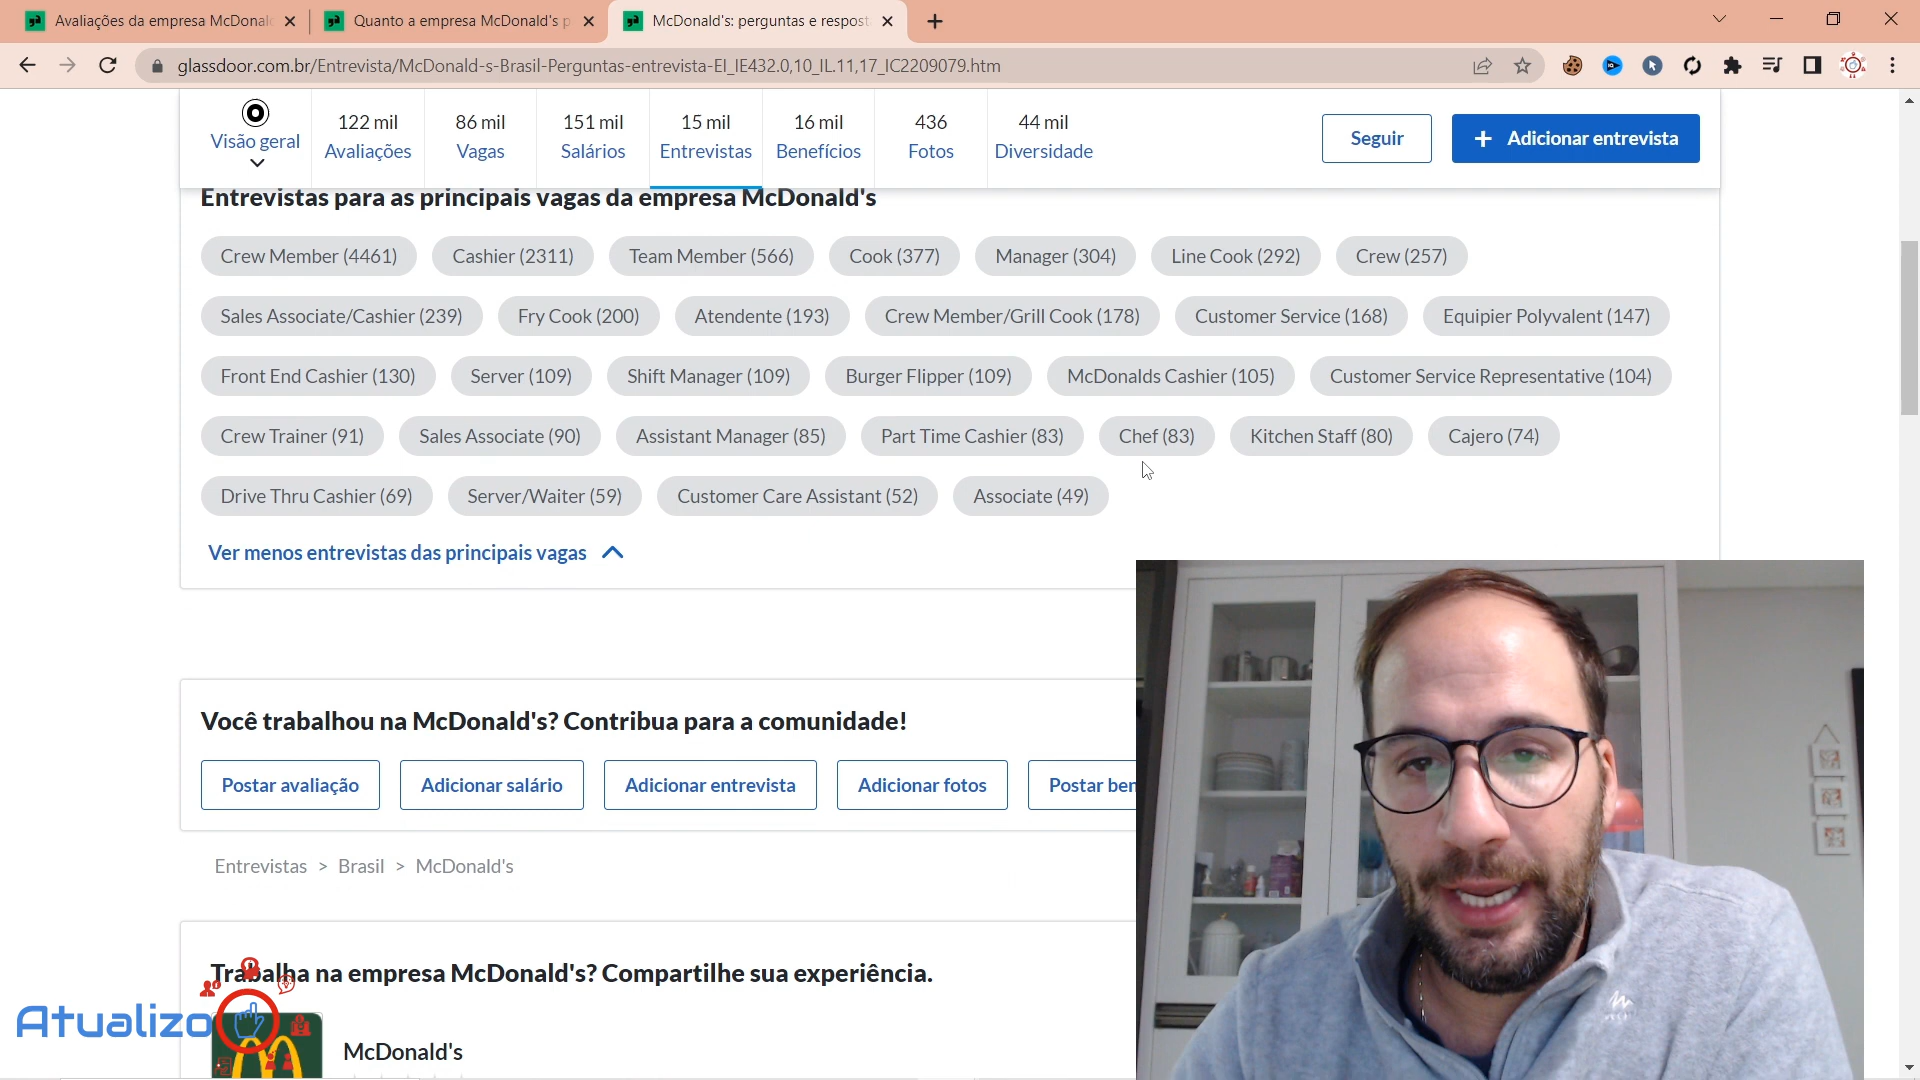 Avaliações da empresa McDonal
Quanto a empresa McDonald's p
McDonald's: perguntas e respost
glassdoor.com.br/Entrevista/McDonald-s-Brasil-Perguntas-entrevista-EI_IE432.0,10_IL.11,17_IC2209079.htm
Visão geral
122 mil
Avaliações
86 mil
Vagas
151 mil
Salários
15 mil
Entrevistas
16 mil
Benefícios
436
Fotos
44 mil
Diversidade
Seguir
+ Adicionar entrevista
Entrevistas para as principais vagas da empresa McDonald's
Crew Member (4461) Cashier (2311) Team Member (566) Cook (377) Manager (304) Line Cook (292) Crew (257)
Sales Associate/Cashier (239) Fry Cook (200) Atendente (193) Crew Member/Grill Cook (178) Customer Service (168) Equipier Polyvalent (147)
Front End Cashier (130) Server (109) Shift Manager (109) Burger Flipper (109) McDonalds Cashier (105) Customer Service Representative (104)
Crew Trainer (91) Sales Associate (90) Assistant Manager (85) Part Time Cashier (83) Chef (83) Kitchen Staff (80) Cajero (74)
Drive Thru Cashier (69) Server/Waiter (59) Customer Care Assistant (52) Associate (49)
Ver menos entrevistas das principais vagas
Você trabalhou na McDonald's? Contribua para a comunidade!
Postar avaliação Adicionar salário Adicionar entrevista Adicionar fotos Postar ben
Entrevistas > Brasil > McDonald's
Trabalha na empresa McDonald's? Compartilhe sua experiência.
Atualizo
McDonald's